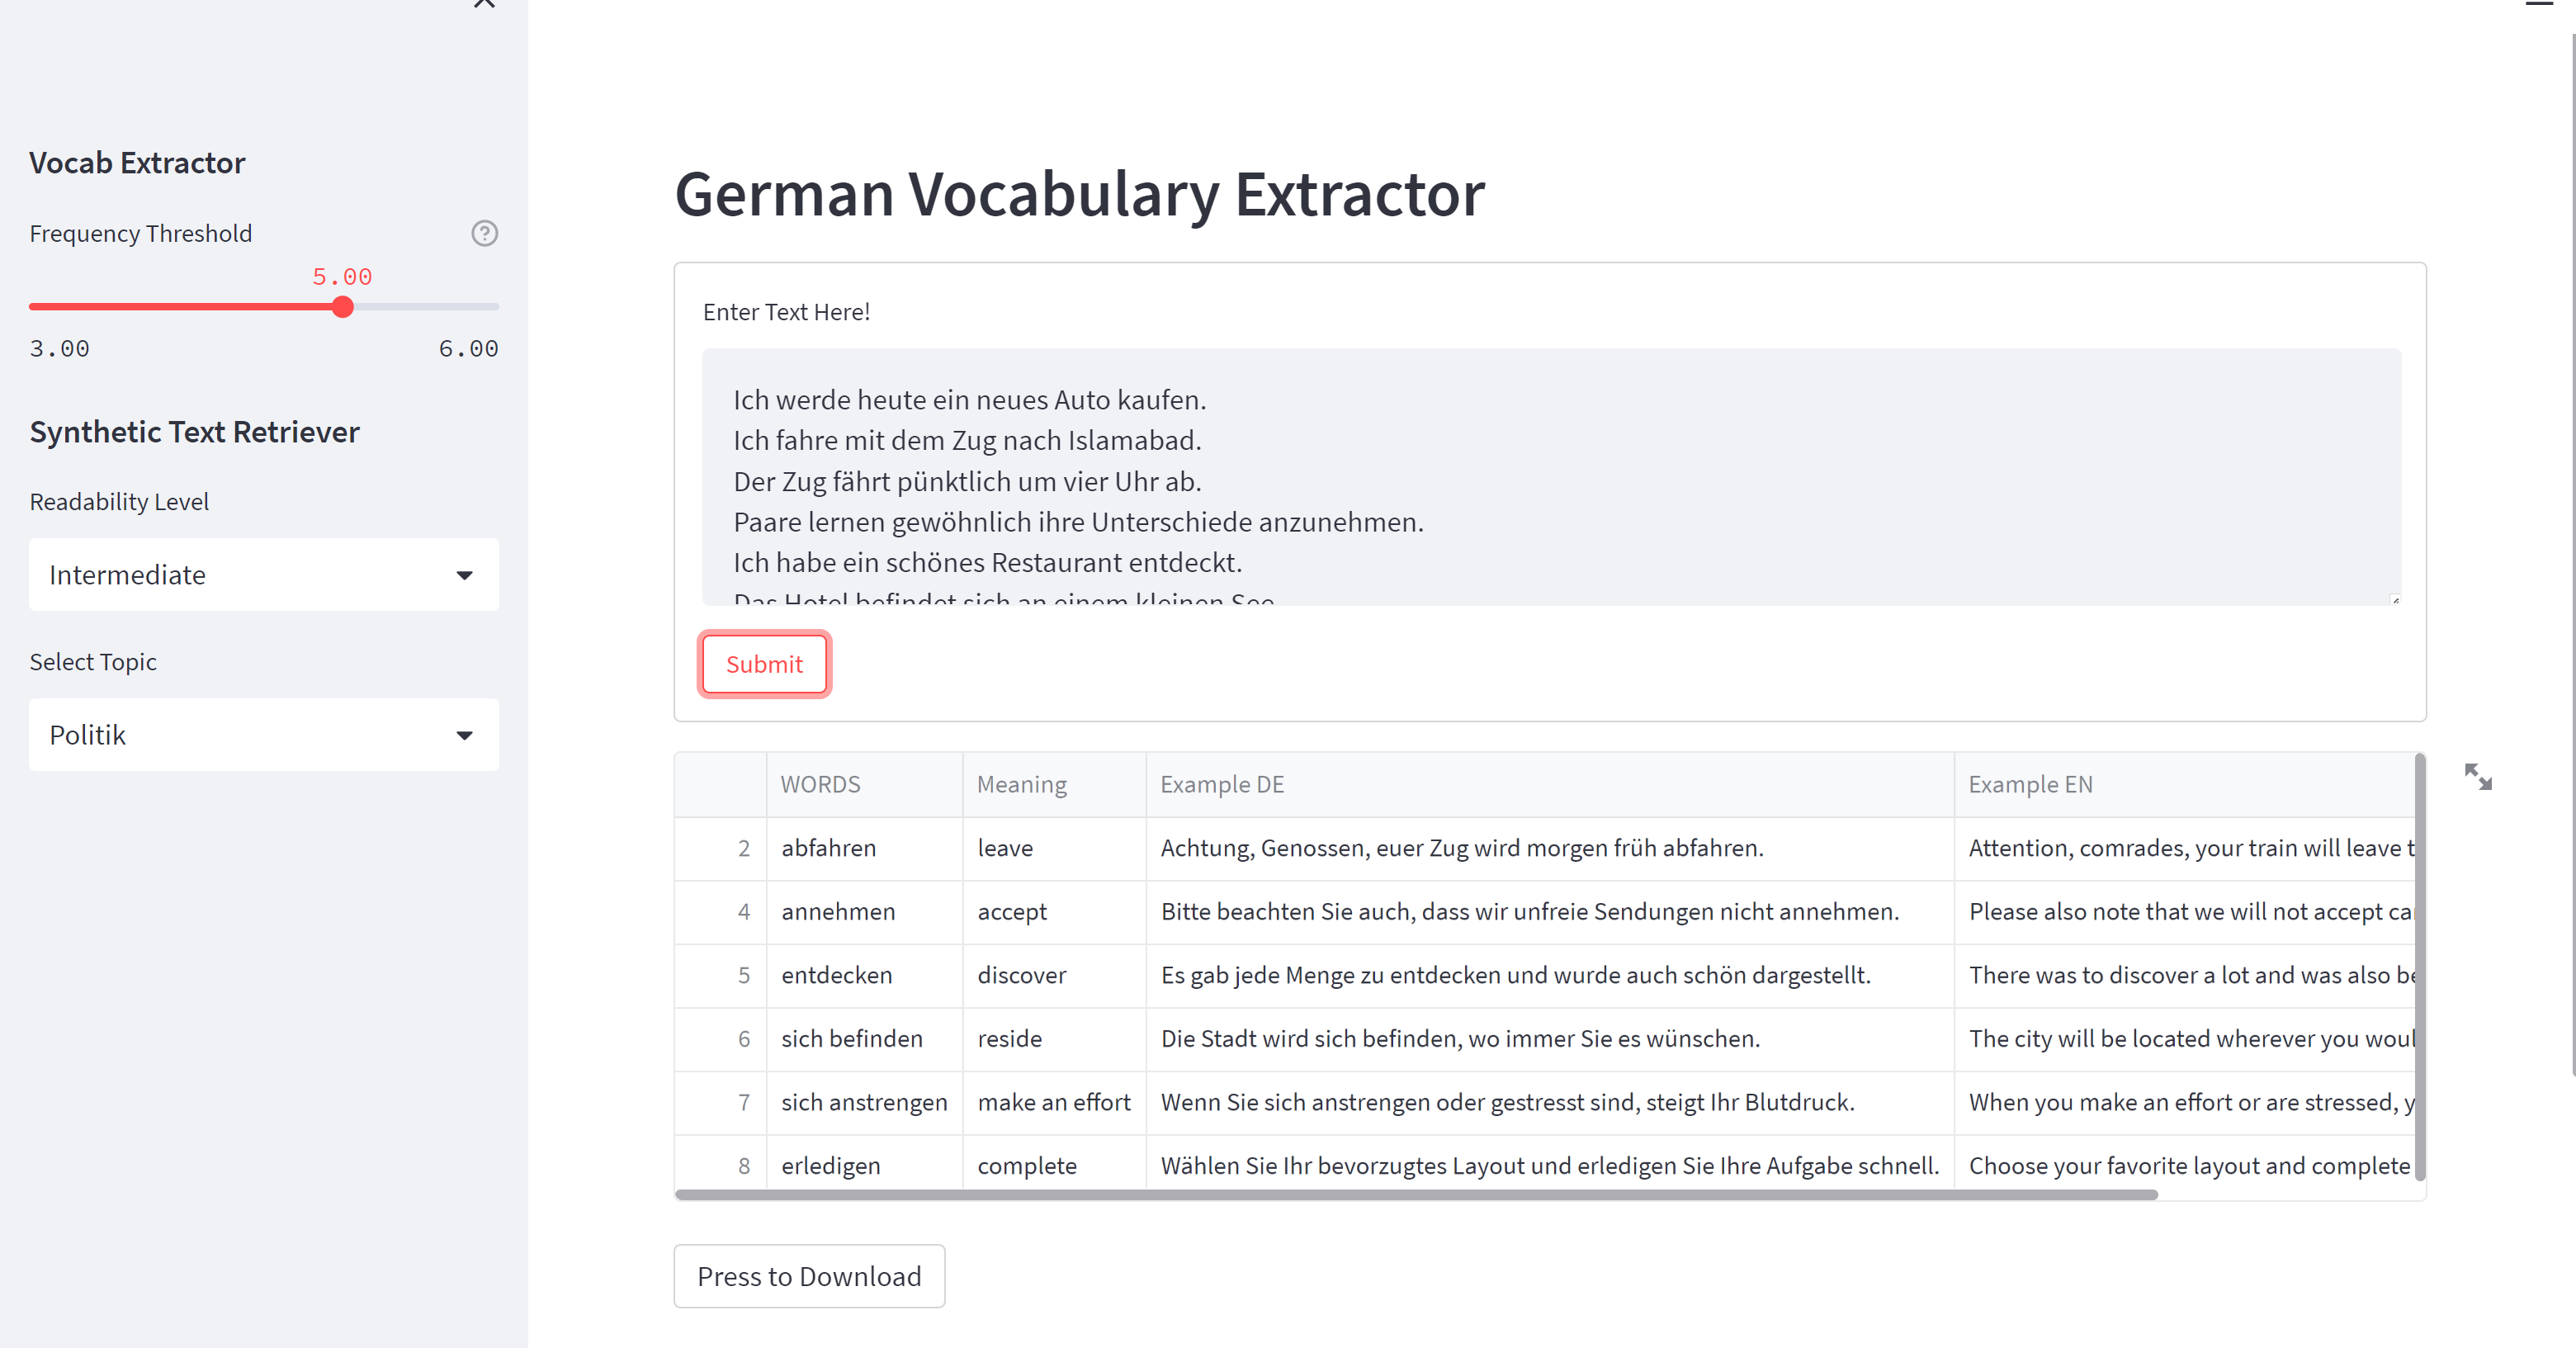 Vocab Extractor
Frequency Threshold
5.00
3.00 6.00
Synthetic Text Retriever
Readability Level
Intermediate
Select Topic
Politik
German Vocabulary Extractor
Enter Text Here!
Ich werde heute ein neues Auto kaufen.
Ich fahre mit dem Zug nach Islamabad.
Der Zug fährt pünktlich um vier Uhr ab.
Paare lernen gewöhnlich ihre Unterschiede anzunehmen.
Ich habe ein schönes Restaurant entdeckt.
Das Hotel befindet sich an einem kleinen See
Submit
WORDS Meaning Example DE Example EN
2 abfahren leave Achtung, Genossen, euer Zug wird morgen früh abfahren. Attention, comrades, your train will leave t
4 annehmen accept Bitte beachten Sie auch, dass wir unfreie Sendungen nicht annehmen. Please also note that we will not accept ca
5 entdecken discover Es gab jede Menge zu entdecken und wurde auch schön dargestellt. There was to discover a lot and was also be
6 sich befinden reside Die Stadt wird sich befinden, wo immer Sie es wünschen. The city will be located wherever you woul
7 sich anstrengen make an effort Wenn Sie sich anstrengen oder gestresst sind, steigt Ihr Blutdruck. When you make an effort or are stressed, y
8 erledigen complete Wählen Sie Ihr bevorzugtes Layout und erledigen Sie Ihre Aufgabe schnell. Choose your favorite layout and complete
Press to Download